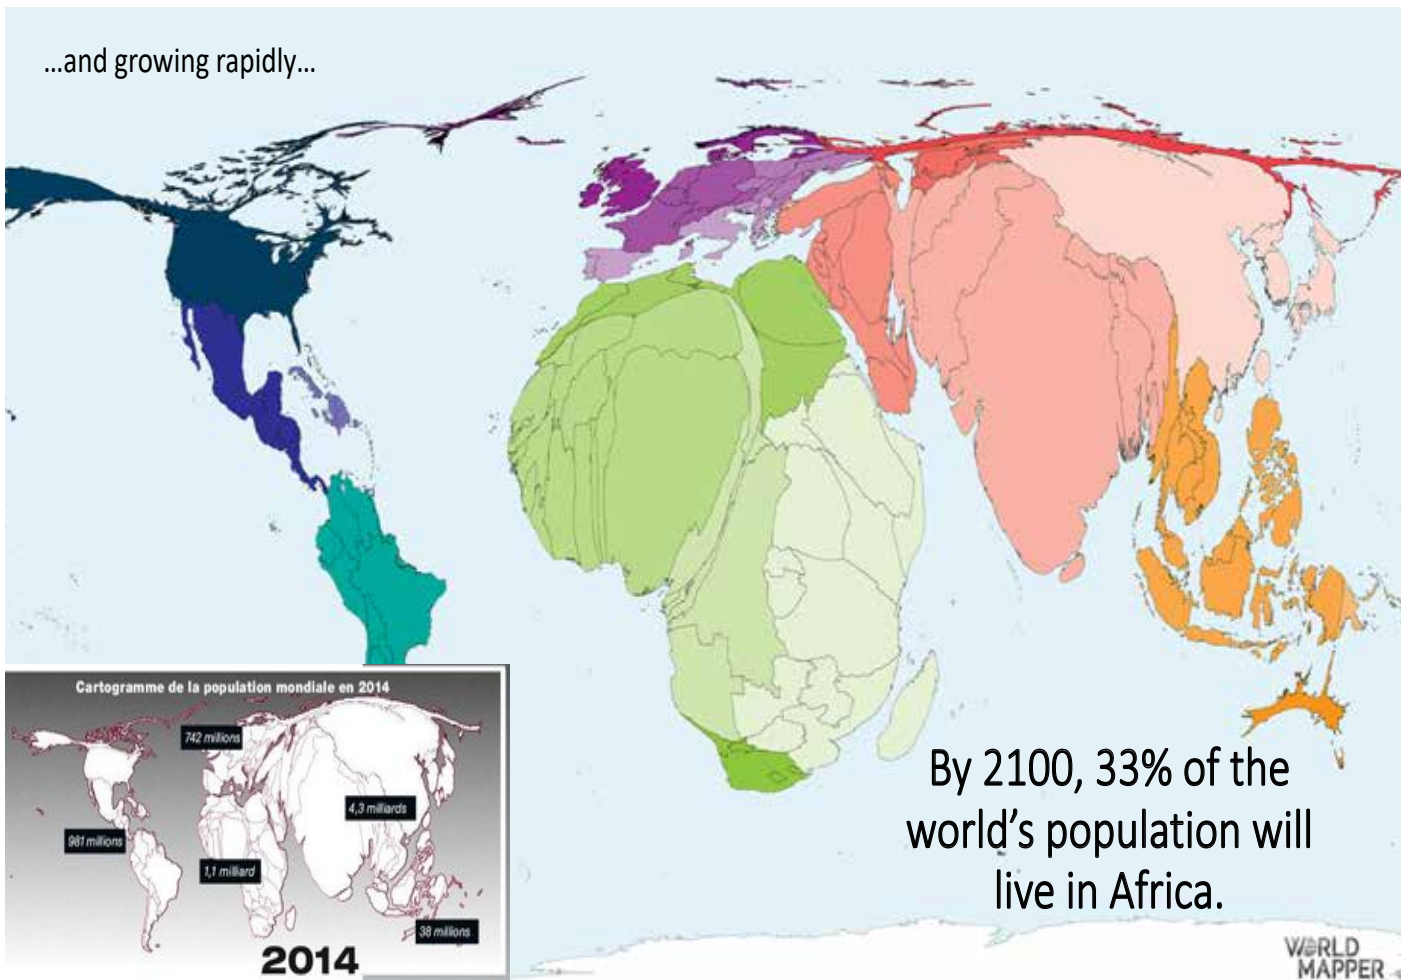 …and growing rapidly…
Cartogramme de la population mondiale en 2014
742 millions
4,3 milliards
981 millions
1,1 milliard
38 millions
2014
By 2100, 33% of the
world’s population will
live in Africa.
WORLD
MAPPER